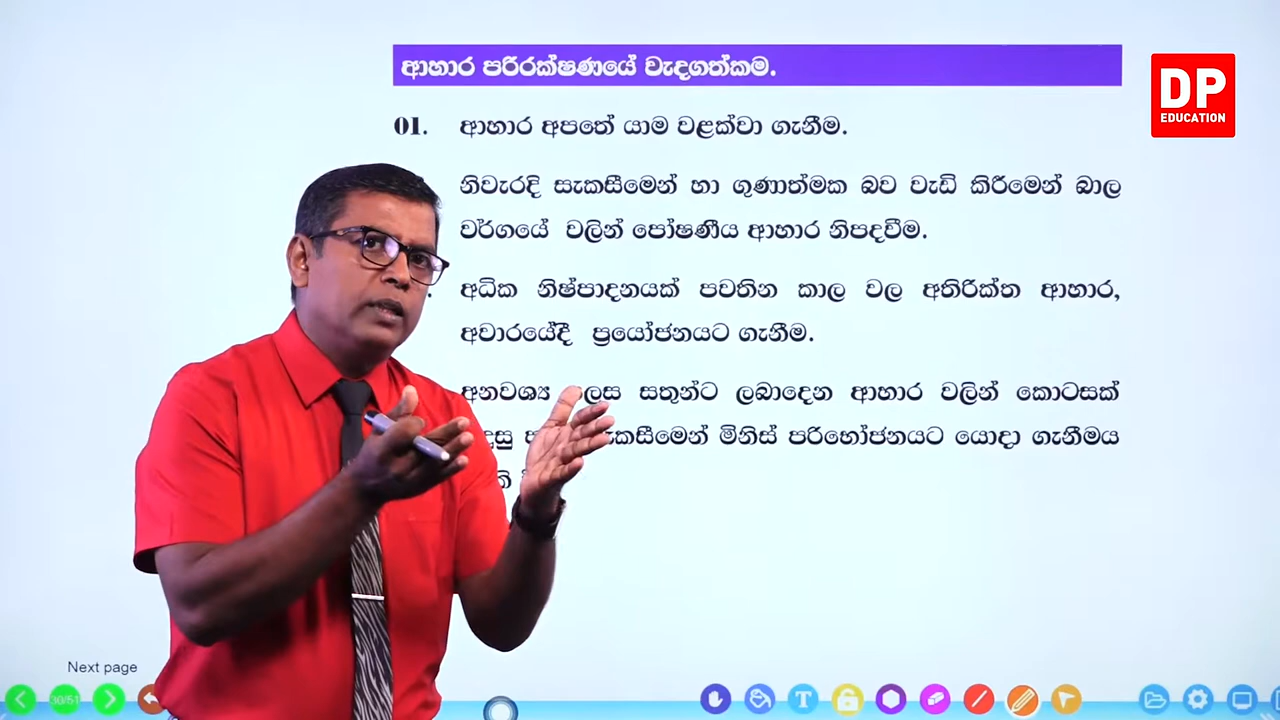 ආහාර පරිරක්ෂණයේ වැදගත්කම.
DP
EDUCATION
01. ආහාර අපතේ යාම වළක්වා ගැනීම.
නිවැරදි සැකසීමෙන් හා ගුණාත්මක බව වැඩි කිරීමෙන් බාල
වර්ගයේ වලින් පෝෂණීය ආහාර නිපදවීම.
අධික නිෂ්පාදනයක් පවතින කාල වල අතිරික්ත ආහාර,
අවාරයේදී ප්‍රයෝජනයට ගැනීම.
අනවශ්‍ය සතුන්ට ලබාදෙන ආහාර වලින් කොටසක්
මිනිස් පරිභෝජනයට යොදා ගැනීමය
Next page
30/51